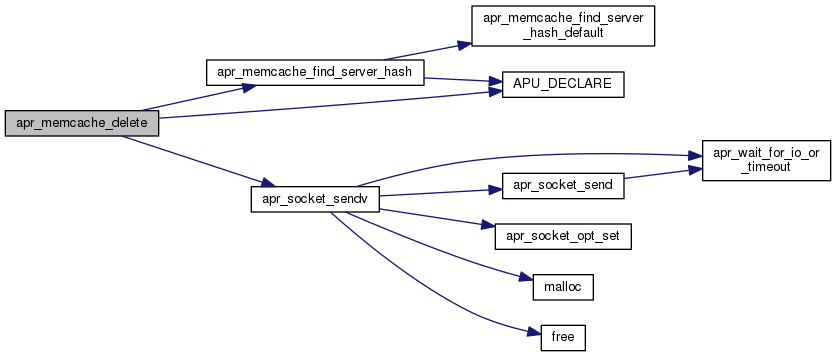 apr_memcache_find_server
_hash_default
apr_memcache_find_server_hash
APU_DECLARE
apr_memcache_delete
apr_wait_for_io_or
_timeout
apr_socket_send
apr_socket_sendv
apr_socket_opt_set
malloc
free